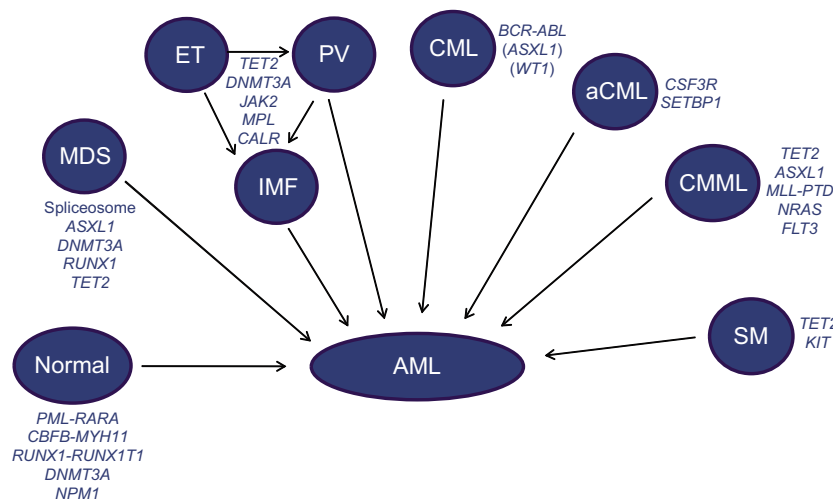 ET
PV
TET2
DNMT3A
JAK2
MPL
CALR
IMF
CML
BCR-ABL
(ASXL1)
(WT1)
aCML
CSF3R
SETBP1
MDS
Spliceosome
ASXL1
DNMT3A
RUNX1
TET2
CMML
TET2
ASXL1
MLL-PTD
NRAS
FLT3
SM
TET2
KIT
Normal
PML-RARA
CBFB-MYH11
RUNX1-RUNX1T1
DNMT3A
NPM1
AML